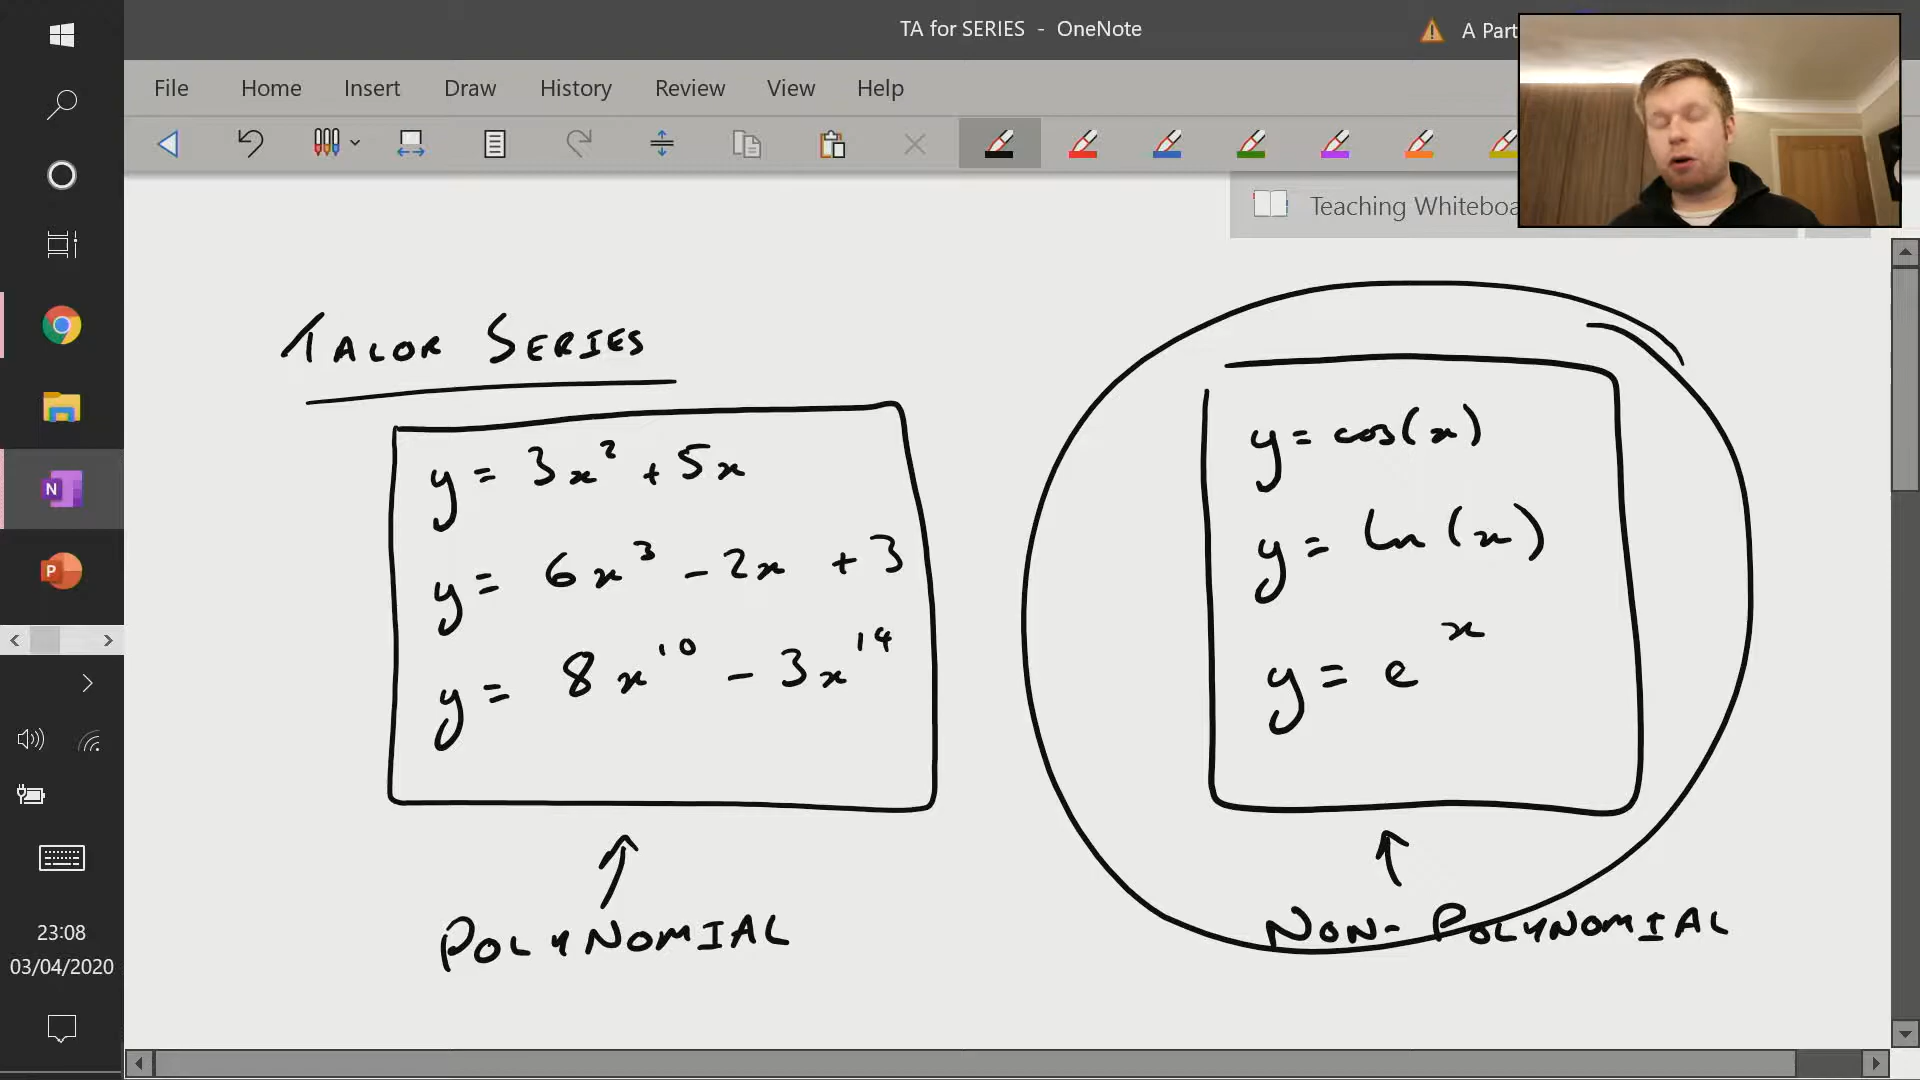 TA for SERIES - OneNote
A Part
File Home Insert Draw History Review View Help
Teaching Whiteboa
TALOR SERIES
y = 3x² + 5x
y = 6x³ - 2x + 3
y = 8x¹⁰ - 3x¹⁴
POLYNOMIAL
y = cos(x)
y = ln(x)
y = eˣ
NON-POLYNOMIAL
N
P
23:08
03/04/2020